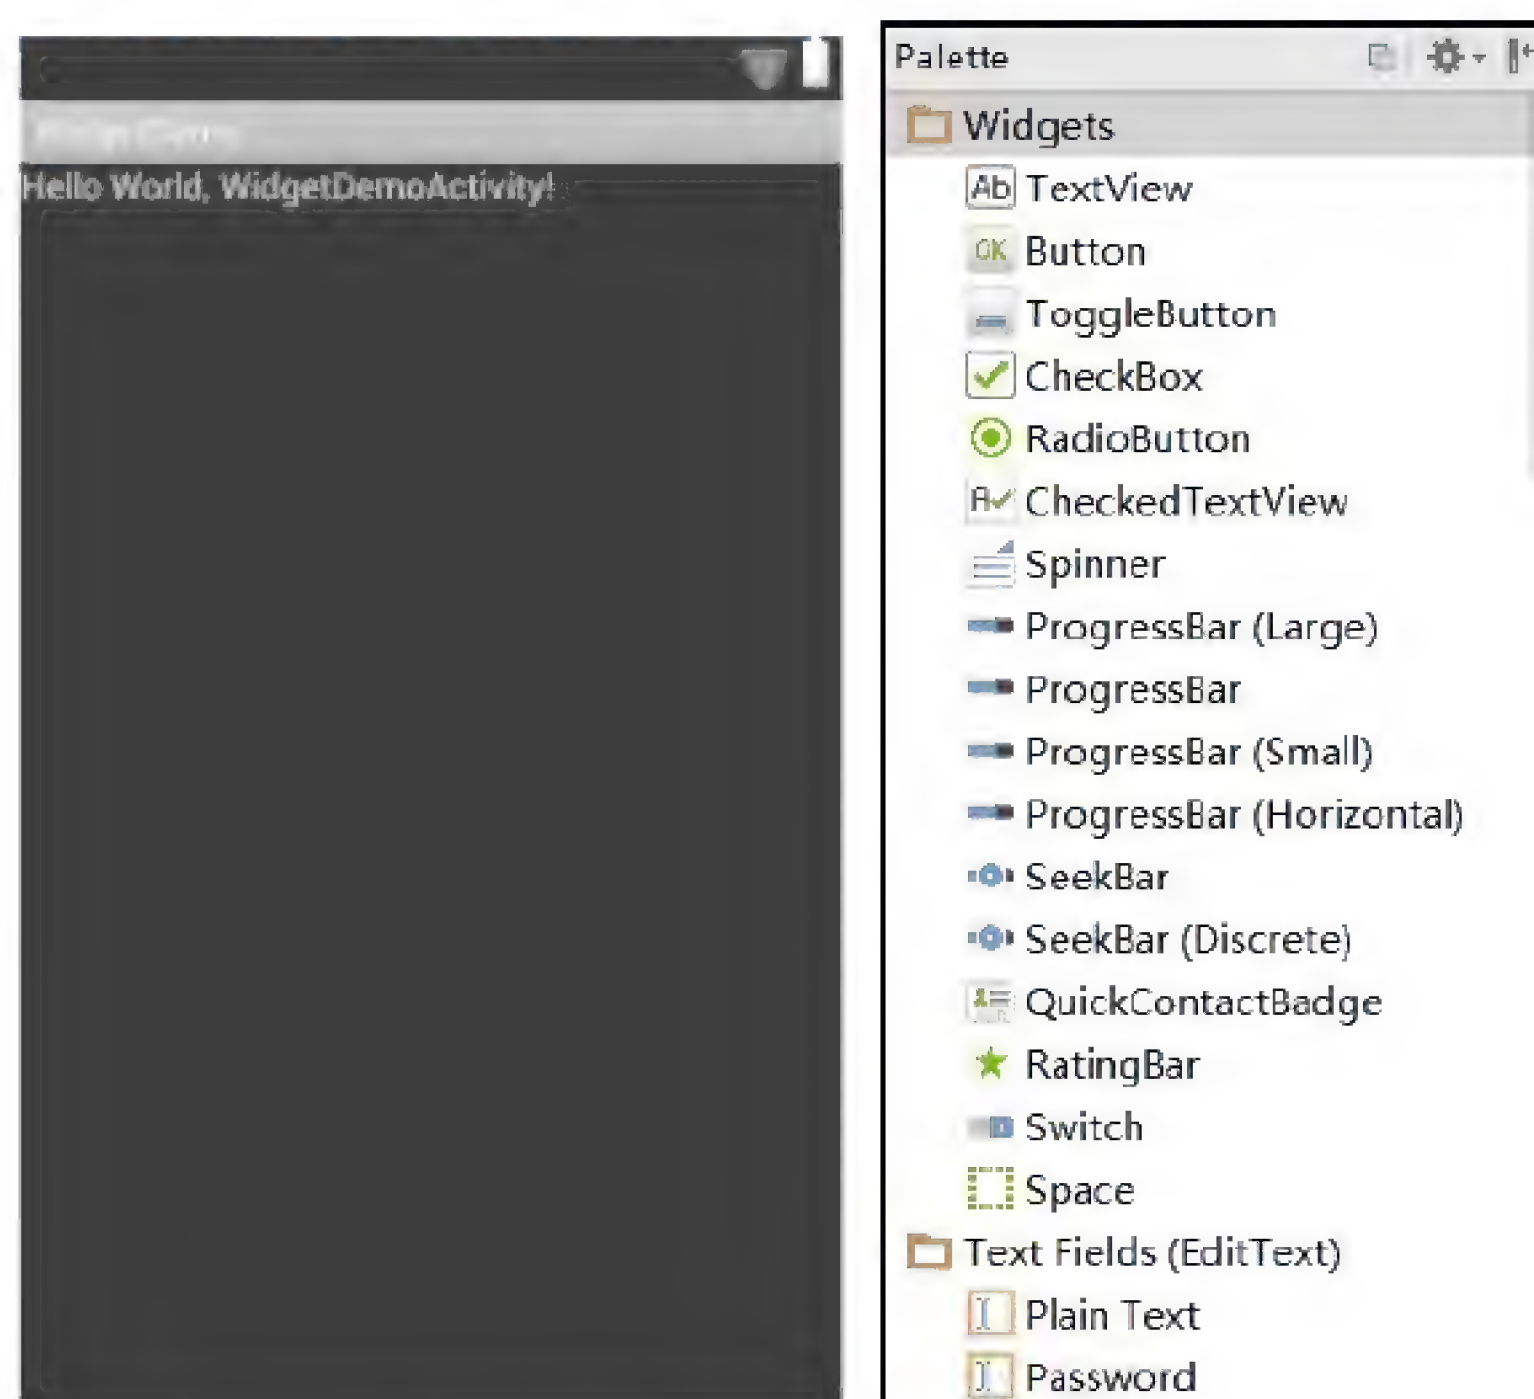 Hello World, WidgetDemoActivity!
Palette
Widgets
Ab TextView
OK Button
ToggleButton
CheckBox
RadioButton
CheckedTextView
Spinner
ProgressBar (Large)
ProgressBar
ProgressBar (Small)
ProgressBar (Horizontal)
SeekBar
SeekBar (Discrete)
QuickContactBadge
RatingBar
Switch
Space
Text Fields (EditText)
Plain Text
Password